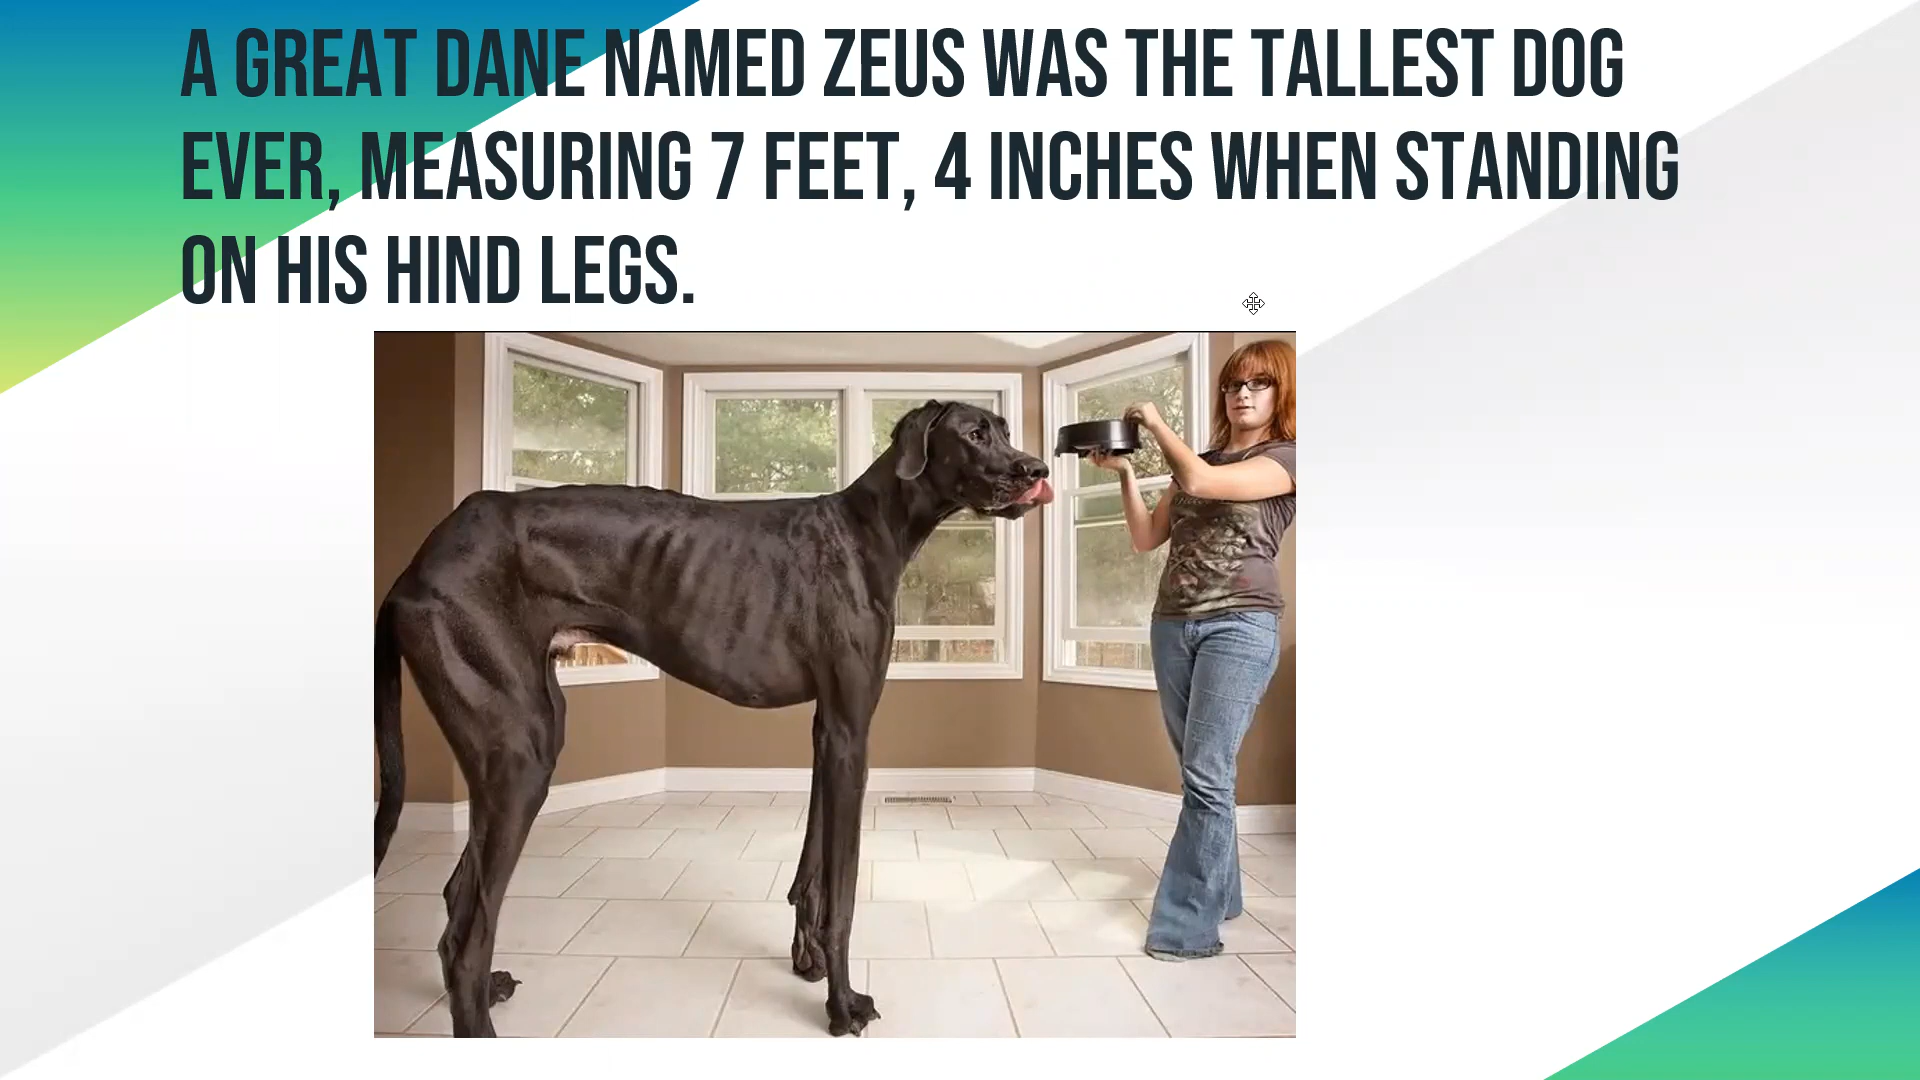 A GREAT DANE NAMED ZEUS WAS THE TALLEST DOG
EVER, MEASURING 7 FEET, 4 INCHES WHEN STANDING
ON HIS HIND LEGS.